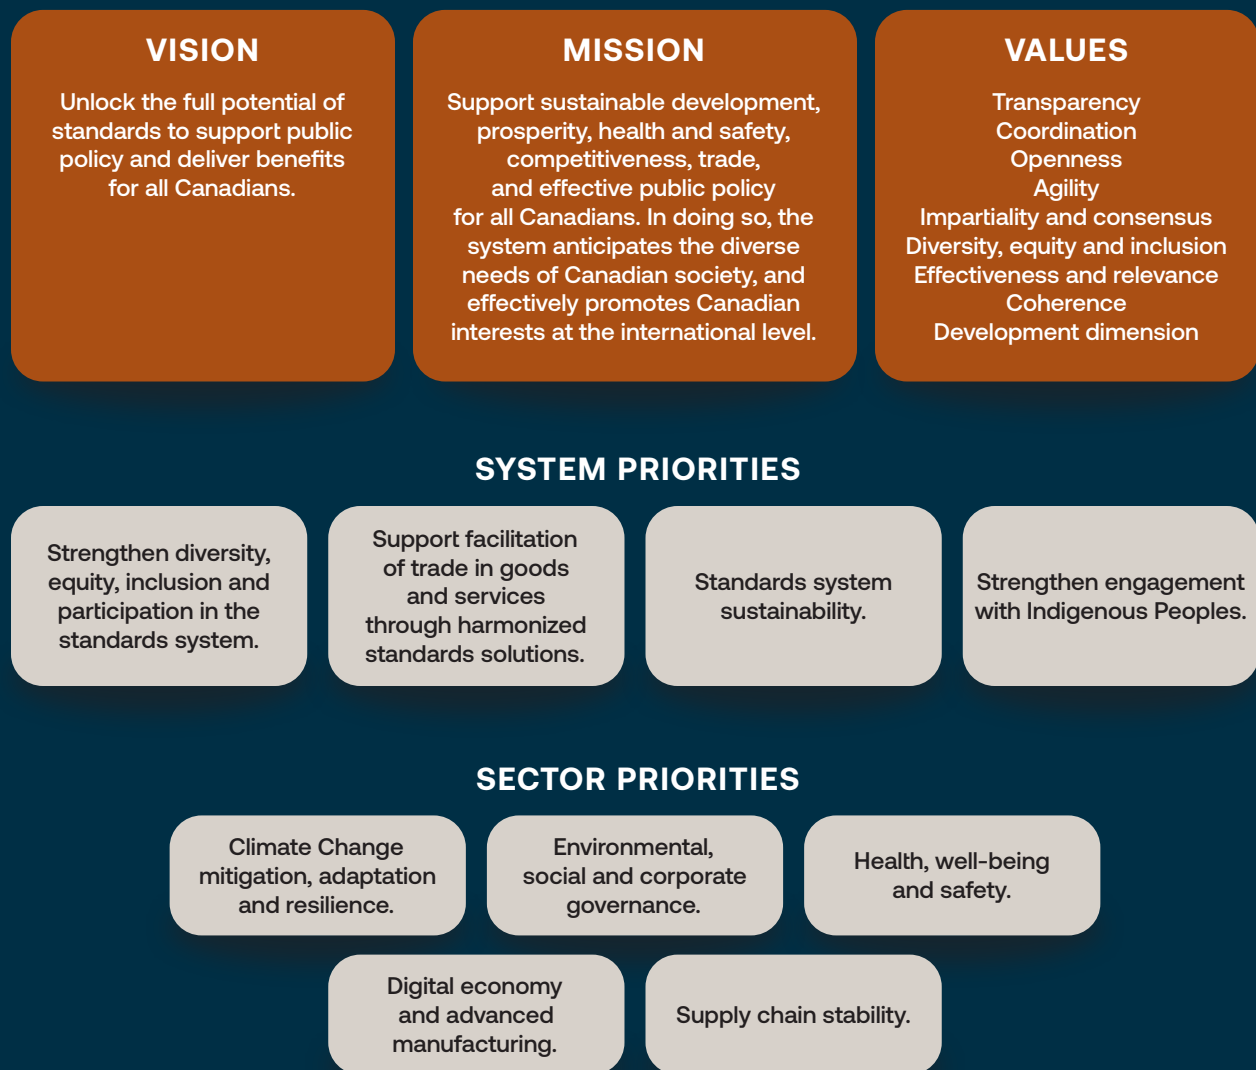 VISION
Unlock the full potential of
standards to support public
policy and deliver benefits
for all Canadians.
MISSION
Support sustainable development,
prosperity, health and safety,
competitiveness, trade,
and effective public policy
for all Canadians. In doing so, the
system anticipates the diverse
needs of Canadian society, and
effectively promotes Canadian
interests at the international level.
VALUES
Transparency
Coordination
Openness
Agility
Impartiality and consensus
Diversity, equity and inclusion
Effectiveness and relevance
Coherence
Development dimension
SYSTEM PRIORITIES
Strengthen diversity,
equity, inclusion and
participation in the
standards system.
Support facilitation
of trade in goods
and services
through harmonized
standards solutions.
Standards system
sustainability.
Strengthen engagement
with Indigenous Peoples.
SECTOR PRIORITIES
Climate Change
mitigation, adaptation
and resilience.
Environmental,
social and corporate
governance.
Health, well-being
and safety.
Digital economy
and advanced
manufacturing.
Supply chain stability.